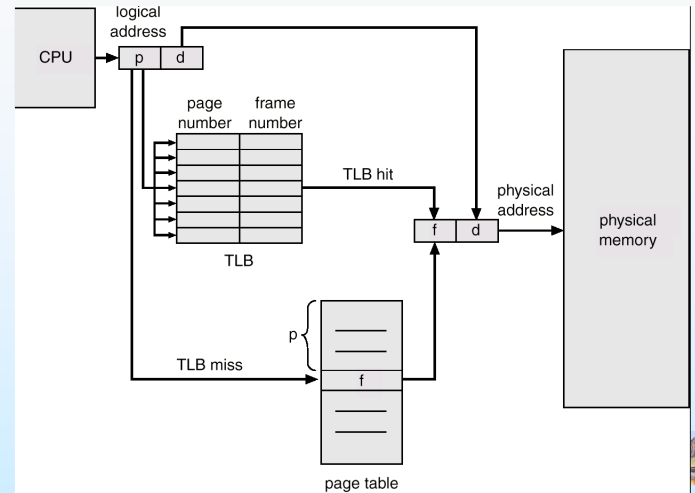 logical
address
CPU
p
d
page
number
frame
number
TLB hit
physical
address
f
d
physical
memory
TLB
p
TLB miss
f
page table